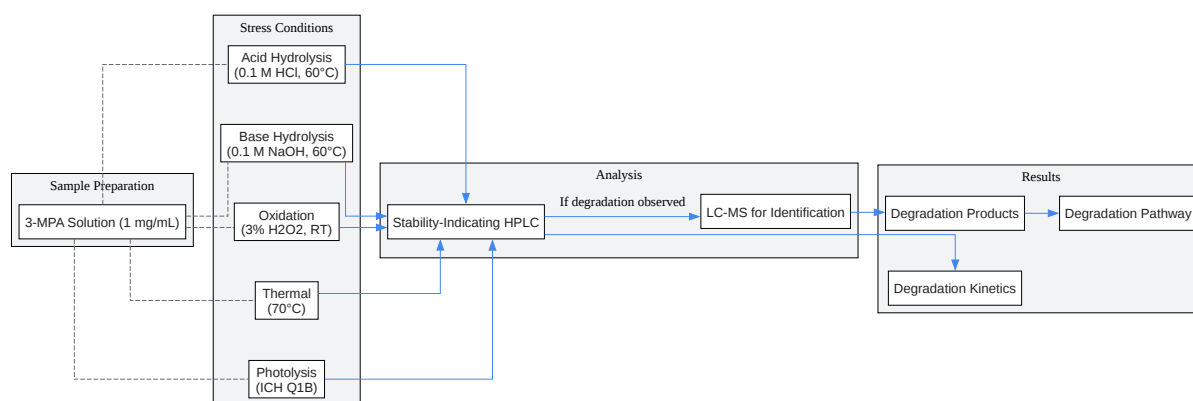 Stress Conditions
Acid Hydrolysis
(0.1 M HCl, 60°C)
Base Hydrolysis
(0.1 M NaOH, 60°C)
Sample Preparation
3-MPA Solution (1 mg/mL)
Oxidation
(3% H2O2, RT)
Thermal
(70°C)
Photolysis
(ICH Q1B)
Analysis
Stability-Indicating HPLC
If degradation observed
LC-MS for Identification
Results
Degradation Products
Degradation Pathway
Degradation Kinetics